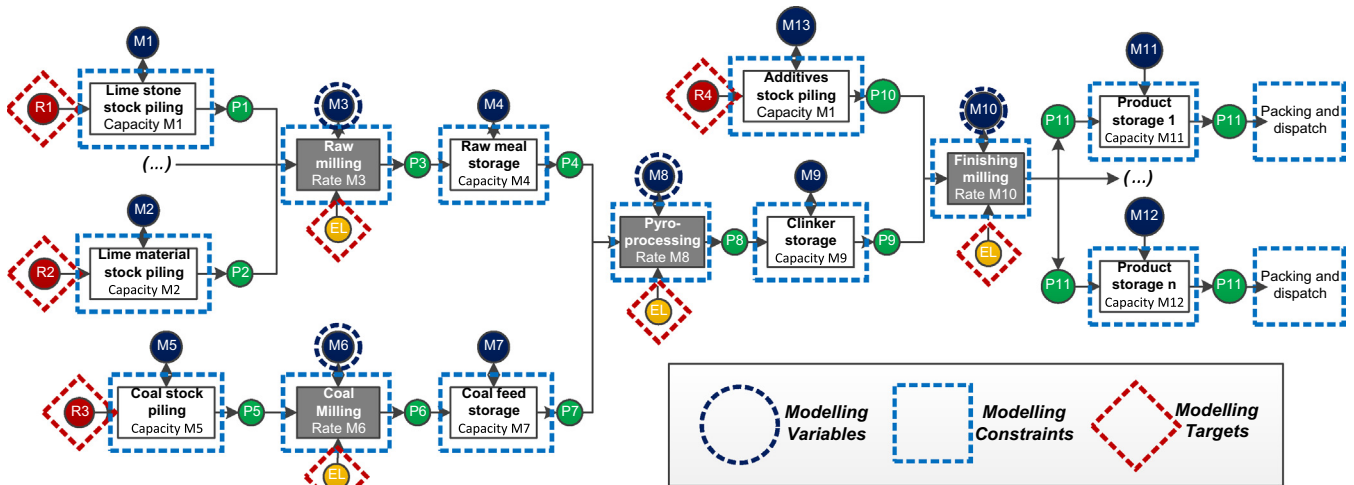 M1
R1
Lime stone
stock piling
Capacity M1
P1
(...)
M2
R2
Lime material
stock piling
Capacity M2
P2
M3
Raw
milling
Rate M3
EL
P3
M4
Raw meal
storage
Capacity M4
P4
M5
R3
Coal stock
piling
Capacity M5
P5
M6
Coal
Milling
Rate M6
EL
P6
M7
Coal feed
storage
Capacity M7
P7
M8
Pyro-
processing
Rate M8
EL
P8
M9
Clinker
storage
Capacity M9
P9
M13
R4
Additives
stock piling
Capacity M1
P10
M10
Finishing
milling
Rate M10
EL
(...)
M11
P11
Product
storage 1
Capacity M11
P11
Packing and
dispatch
M12
P11
Product
storage n
Capacity M12
P11
Packing and
dispatch
Modelling
Variables
Modelling
Constraints
Modelling
Targets